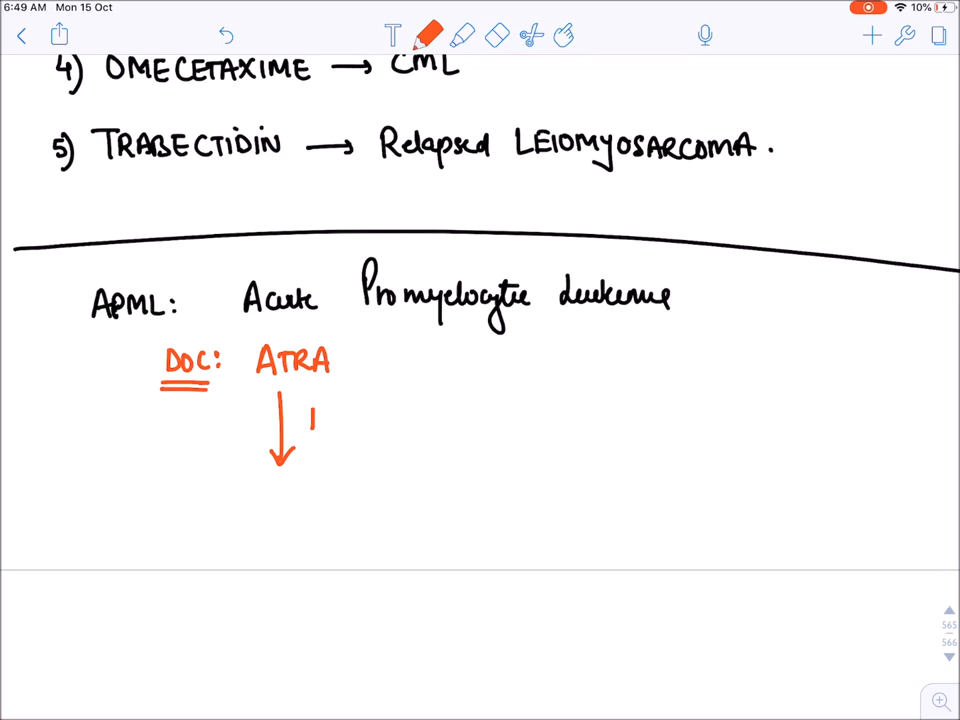 6:49 AM Mon 15 Oct
10%
T
4) OMECETAXIME → CML
5) TRABECTIDIN → Relapsed LEIOMYOSARCOMA.
APML: Acute Promyelocytic Leukemia
DOC: ATRA
565
566